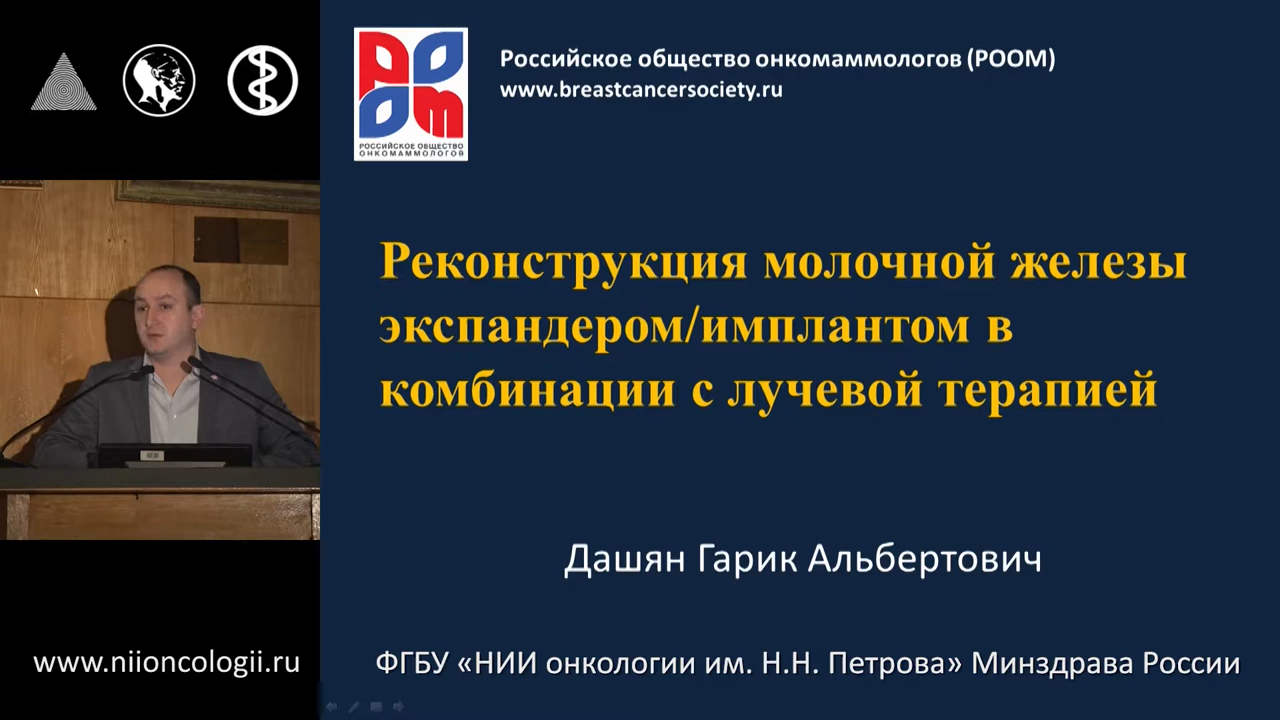 Российское общество онкомаммологов (РООМ)
www.breastcancersociety.ru
РООМ
РОССИЙСКОЕ ОБЩЕСТВО
ОНКОМАММОЛОГОВ
Реконструкция молочной железы
экспандером/имплантом в
комбинации с лучевой терапией
Дашян Гарик Альбертович
www.niioncologii.ru
ФГБУ «НИИ онкологии им. Н.Н. Петрова» Минздрава России